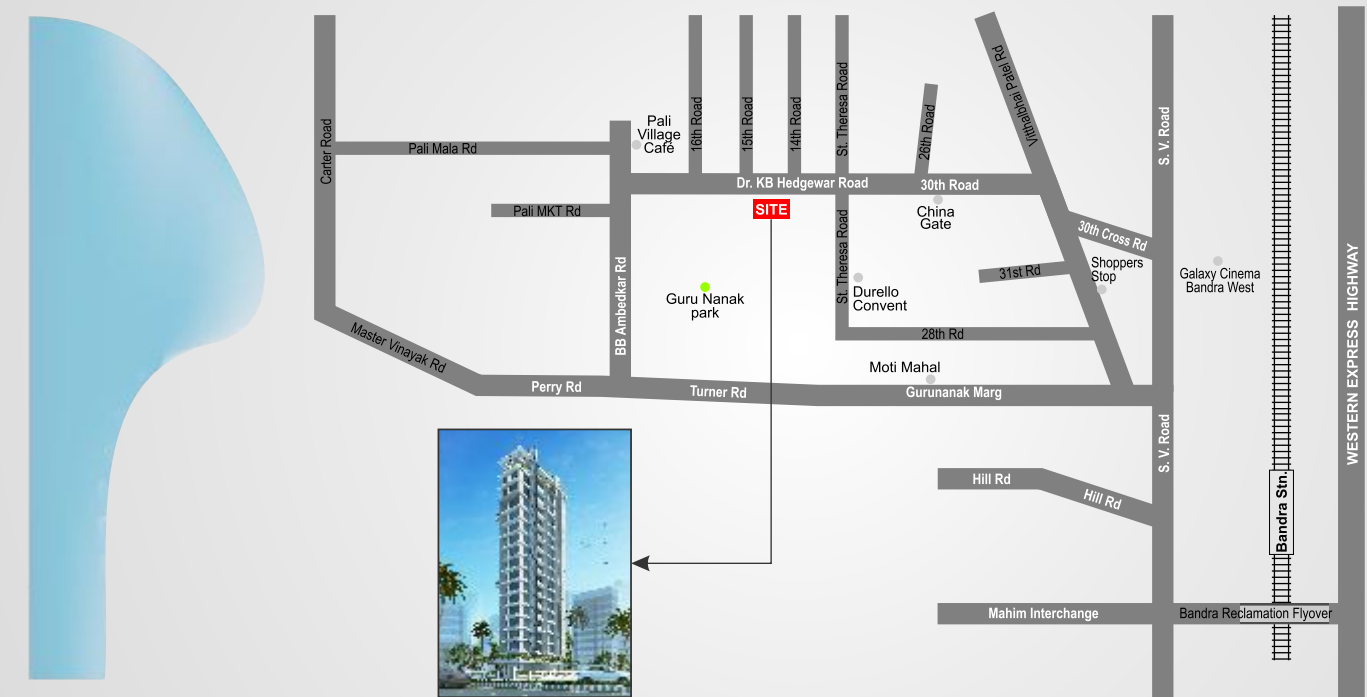 Carter Road
Pali Mala Rd
Pali
Village
Café
16th Road
15th Road
14th Road
St. Theresa Road
26th Road
Vitthalbhai Patel Rd
S. V. Road
Dr. KB Hedgewar Road
30th Road
SITE
Pali MKT Rd
China
Gate
30th Cross Rd
St. Theresa Road
31st Rd
Shoppers
Stop
Galaxy Cinema
Bandra West
WESTERN EXPRESS HIGHWAY
BB Ambedkar Rd
Guru Nanak
park
Durello
Convent
28th Rd
Master Vinayak Rd
Moti Mahal
Perry Rd
Turner Rd
Gurunanak Marg
S. V. Road
Hill Rd
Hill Rd
Bandra Stn.
Mahim Interchange
Bandra Reclamation Flyover